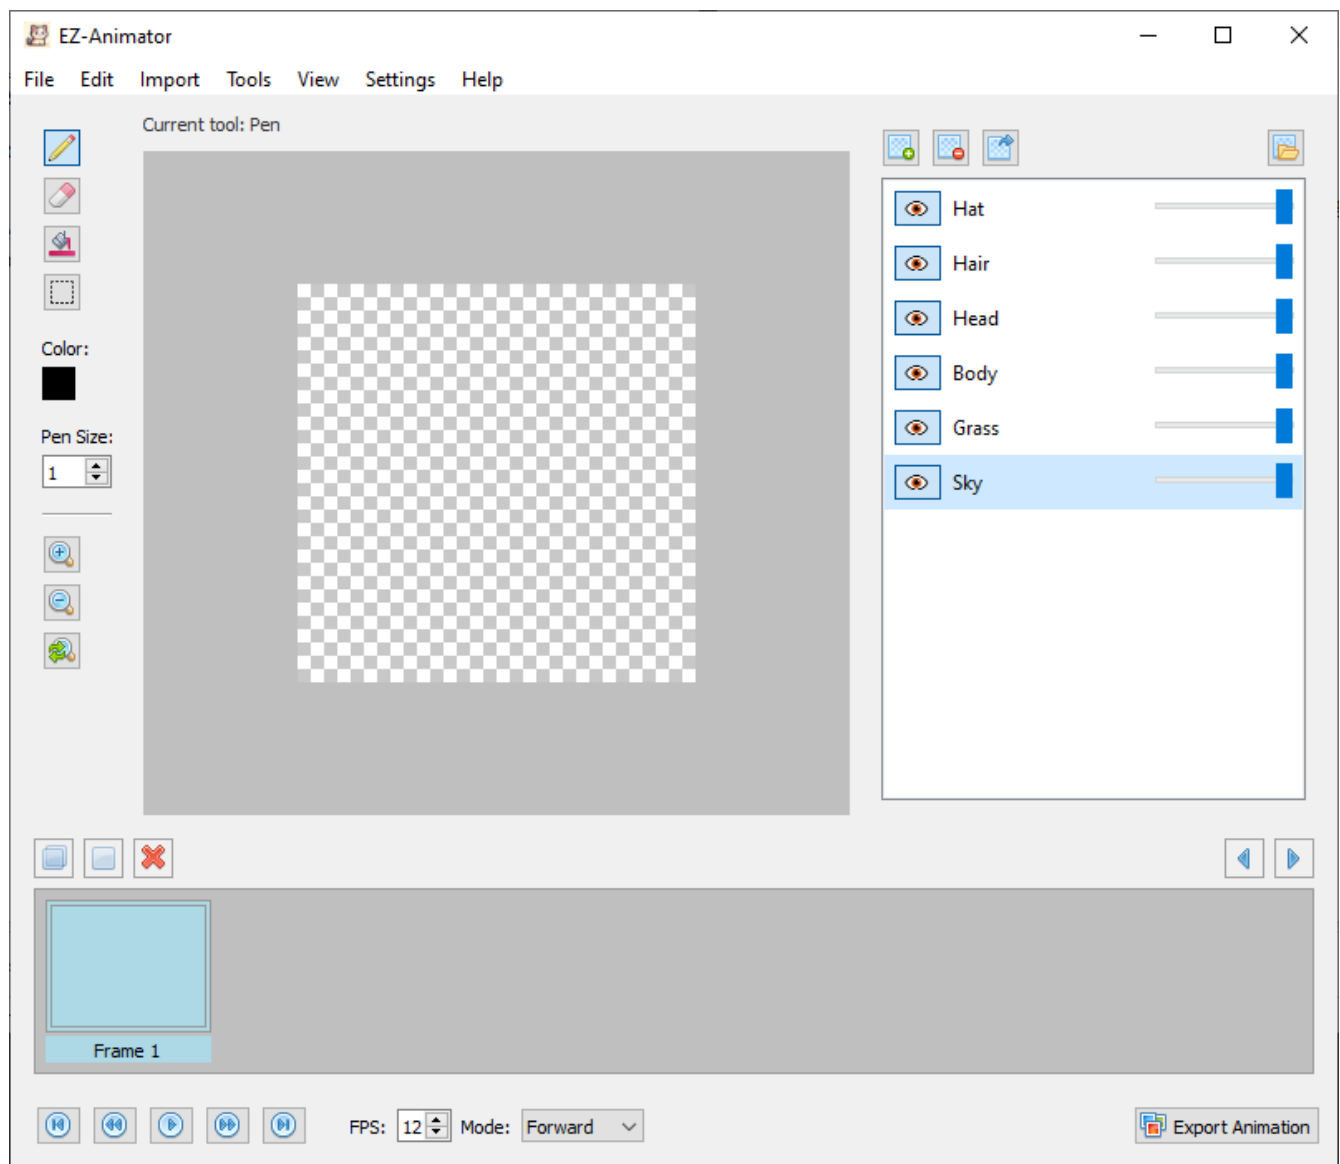 EZ-Animator
File Edit Import Tools View Settings Help
Current tool: Pen
Hat
Hair
Head
Color:
Body
Pen Size:
Grass
1
Sky
Frame 1
FPS: 12 Mode: Forward Export Animation